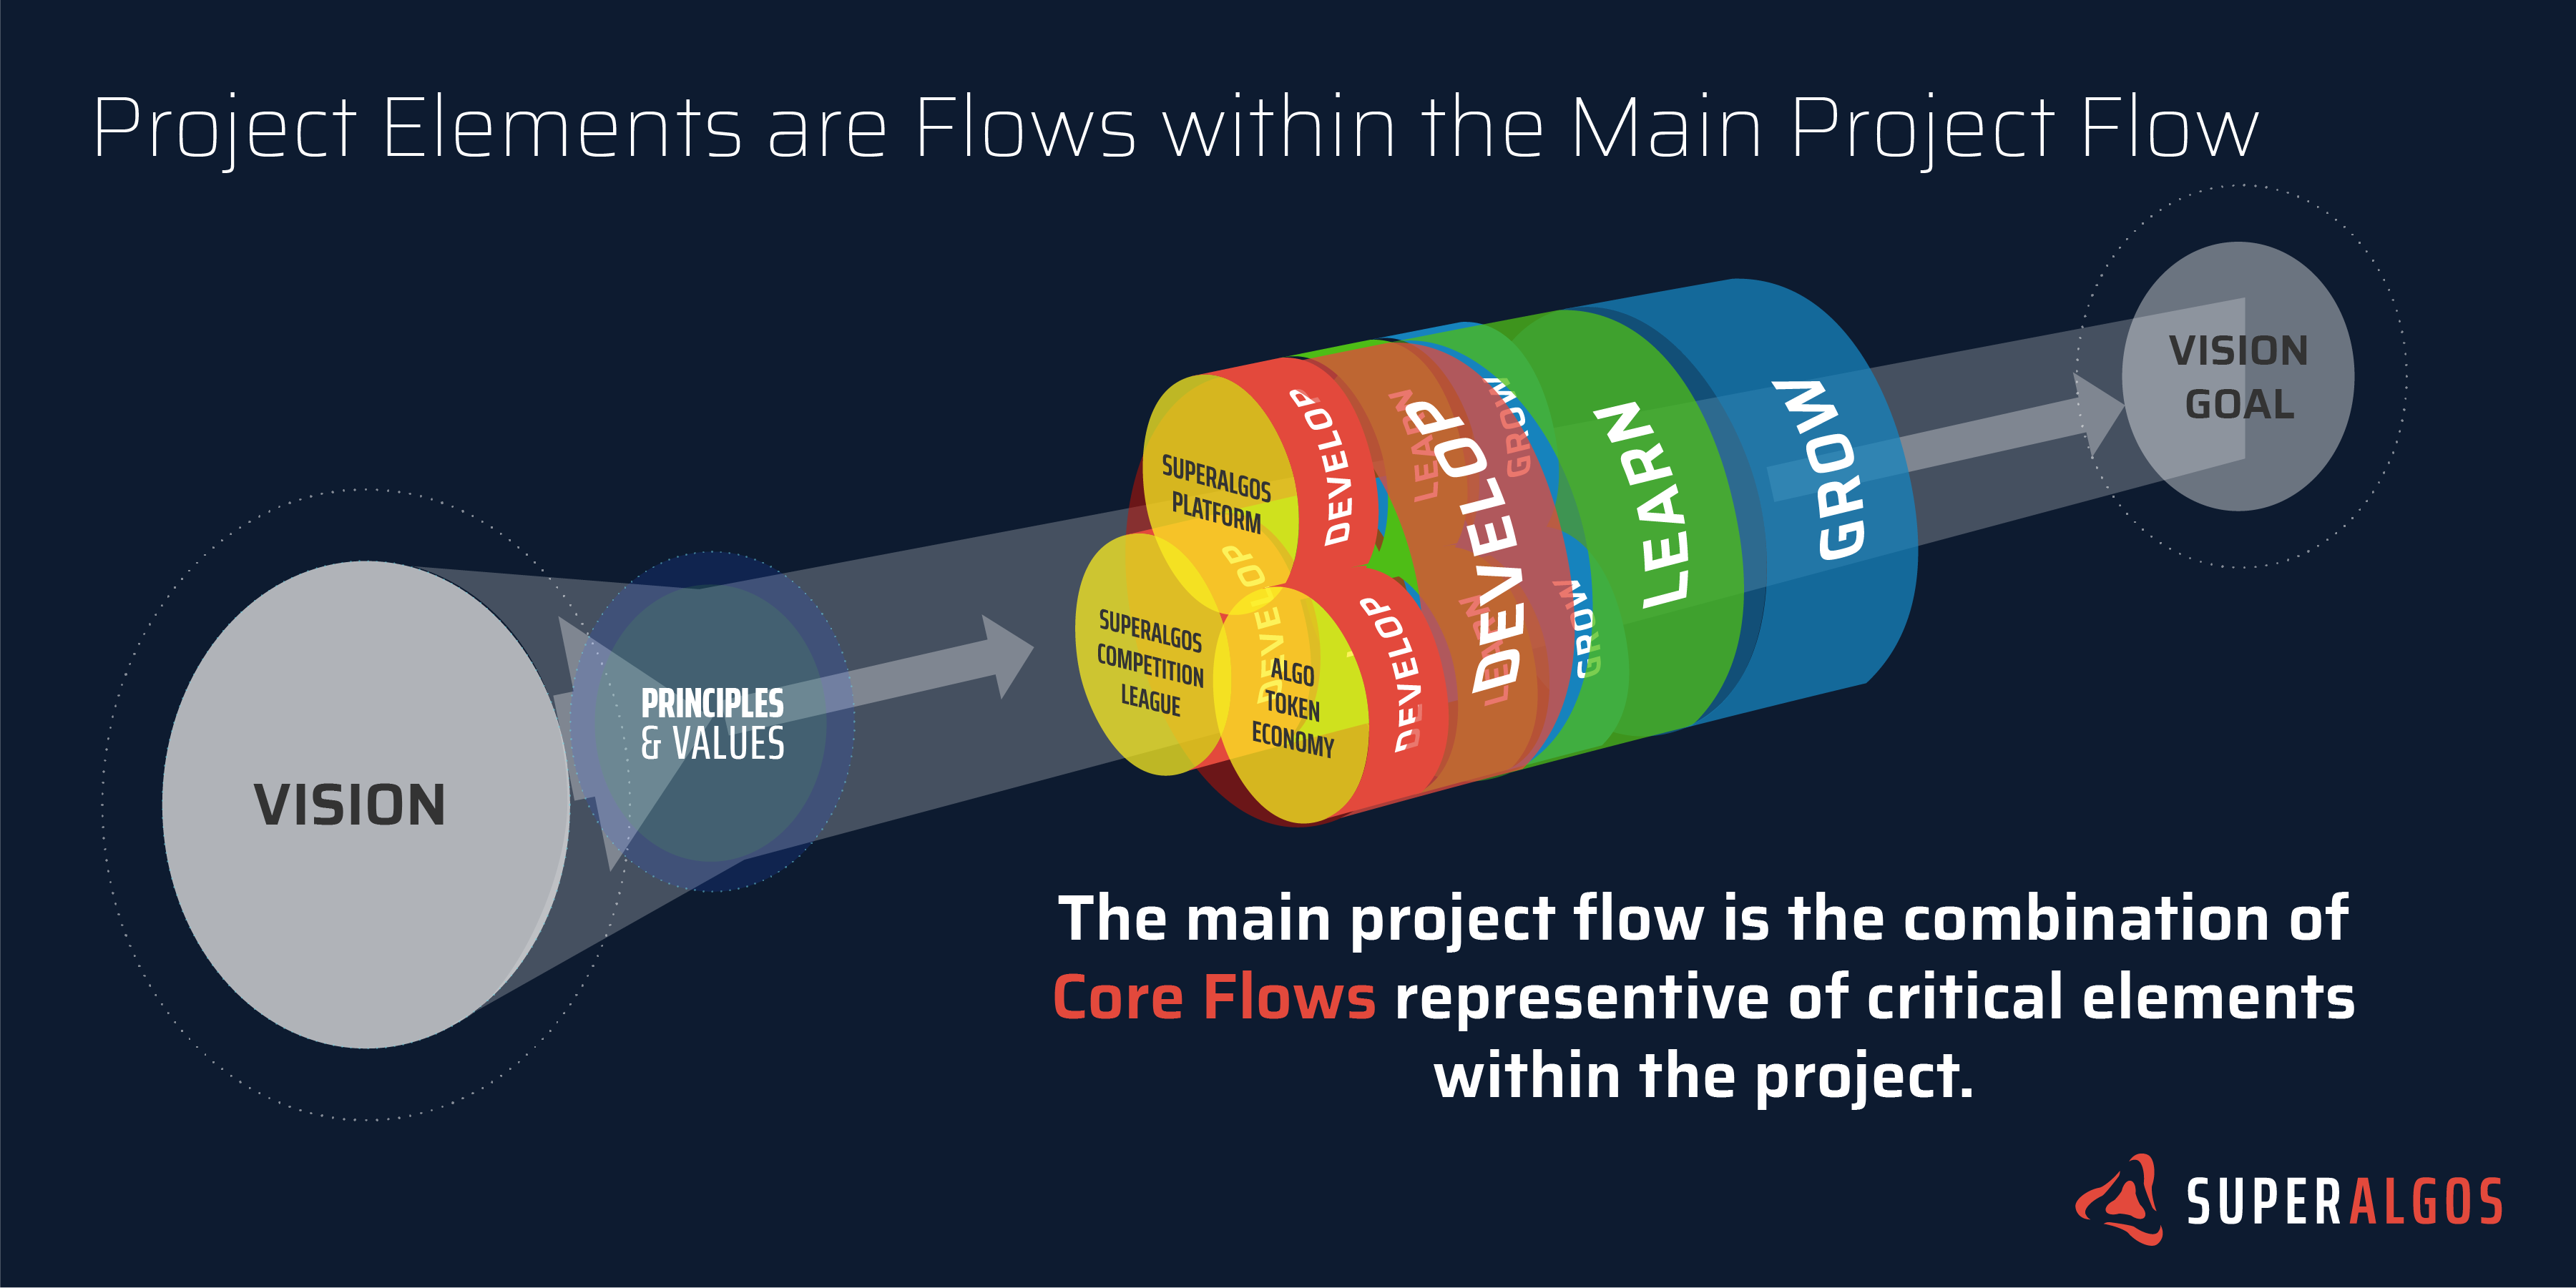 Project Elements are Flows within the Main Project Flow
VISION
PRINCIPLES
& VALUES
SUPERALGOS
PLATFORM
SUPERALGOS
COMPETITION
LEAGUE
ALGO
TOKEN
ECONOMY
DEVELOP
DEVELOP
DEVELOP
LEARN
LEARN
GROW
GROW
DEVELOP
LEARN
GROW
VISION
GOAL
The main project flow is the combination of
Core Flows representive of critical elements
within the project.
SUPERALGOS